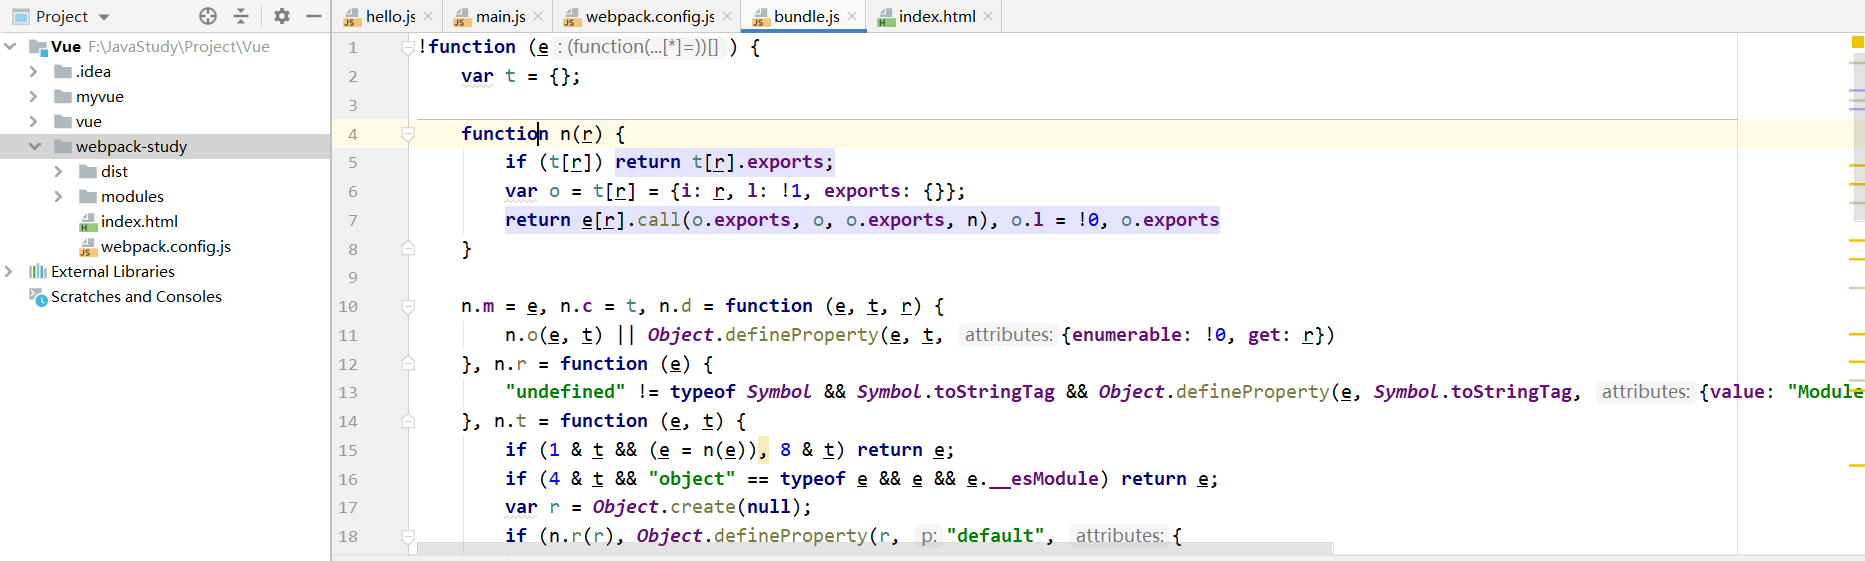 Project
Vue F:\JavaStudy\Project\Vue
.idea
myvue
vue
webpack-study
dist
modules
index.html
webpack.config.js
External Libraries
Scratches and Consoles
hello.js main.js webpack.config.js bundle.js index.html
1 !function (e : (function(...[*]=))[] ) {
2 var t = {};
3
4 function n(r) {
5 if (t[r]) return t[r].exports;
6 var o = t[r] = {i: r, l: !1, exports: {}};
7 return e[r].call(o.exports, o, o.exports, n), o.l = !0, o.exports
8 }
9
10 n.m = e, n.c = t, n.d = function (e, t, r) {
11 n.o(e, t) || Object.defineProperty(e, t, attributes: {enumerable: !0, get: r})
12 }, n.r = function (e) {
13 "undefined" != typeof Symbol && Symbol.toStringTag && Object.defineProperty(e, Symbol.toStringTag, attributes: {value: "Module
14 }, n.t = function (e, t) {
15 if (1 & t && (e = n(e)), 8 & t) return e;
16 if (4 & t && "object" == typeof e && e && e.__esModule) return e;
17 var r = Object.create(null);
18 if (n.r(r), Object.defineProperty(r, p: "default", attributes: {